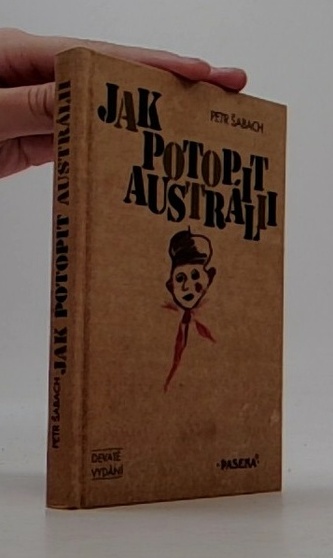 JAK
PETR ŠABACH
POTOPIT
AUSTRÁLII
DEVÁTÉ
VYDÁNÍ
·PASEKA·
PETR ŠABACH JAK POTOPIT AUSTRÁLII